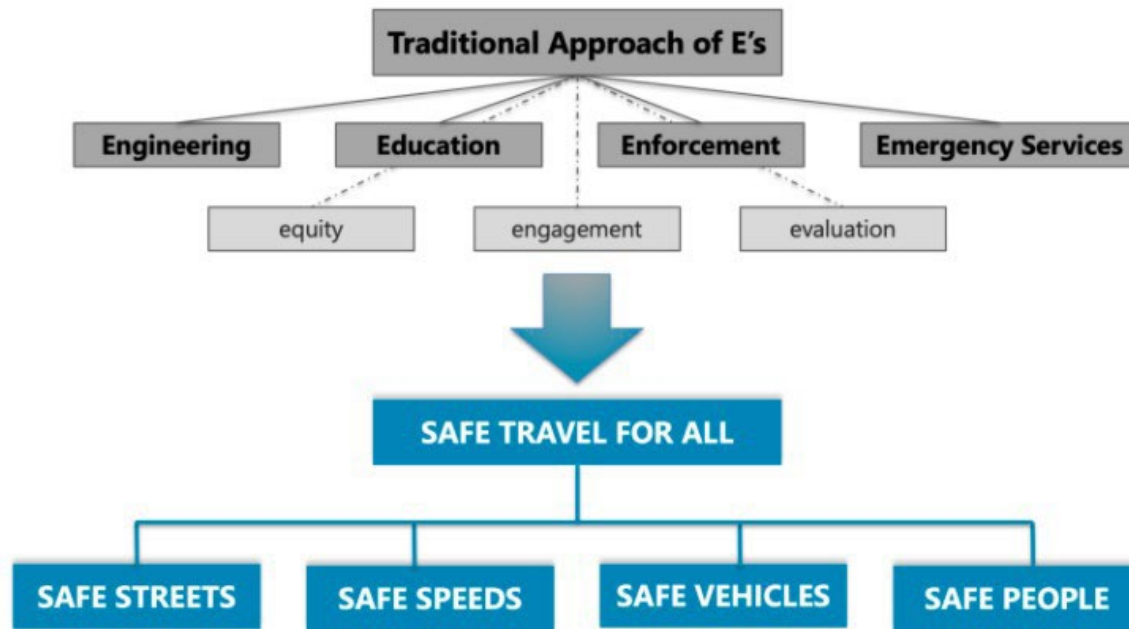 Traditional Approach of E's
Engineering
Education
Enforcement
Emergency Services
equity
engagement
evaluation
SAFE TRAVEL FOR ALL
SAFE STREETS
SAFE SPEEDS
SAFE VEHICLES
SAFE PEOPLE